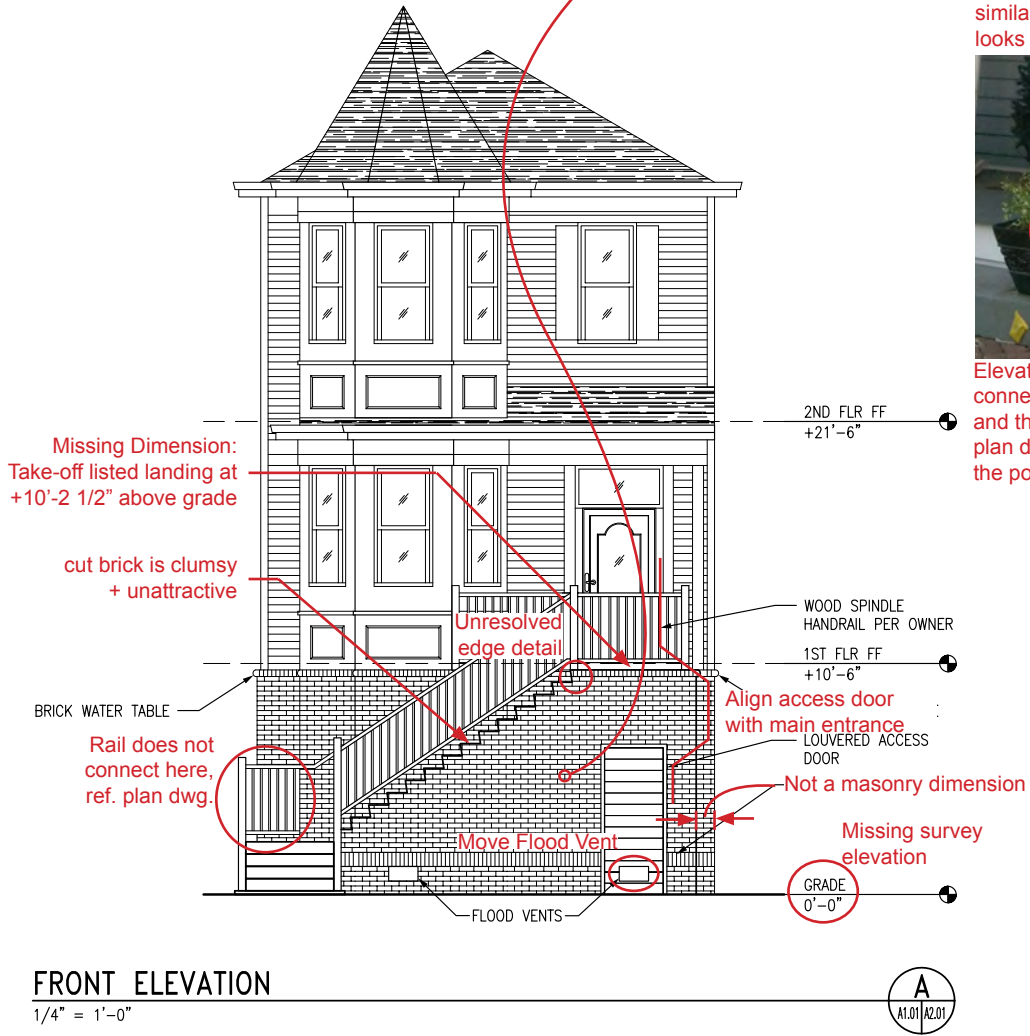 simila
looks
Elevat
conne
and th
plan d
the po
2ND FLR FF
+21'-6"
Missing Dimension:
Take-off listed landing at
+10'-2 1/2" above grade
cut brick is clumsy
+ unattractive
Unresolved
edge detail
WOOD SPINDLE
HANDRAIL PER OWNER
1ST FLR FF
+10'-6"
BRICK WATER TABLE
Align access door
with main entrance
LOUVERED ACCESS
DOOR
Rail does not
connect here,
ref. plan dwg.
Not a masonry dimension
Move Flood Vent
Missing survey
elevation
GRADE
0'-0"
FLOOD VENTS
FRONT ELEVATION
1/4" = 1'-0"
A
A1.01 A2.01